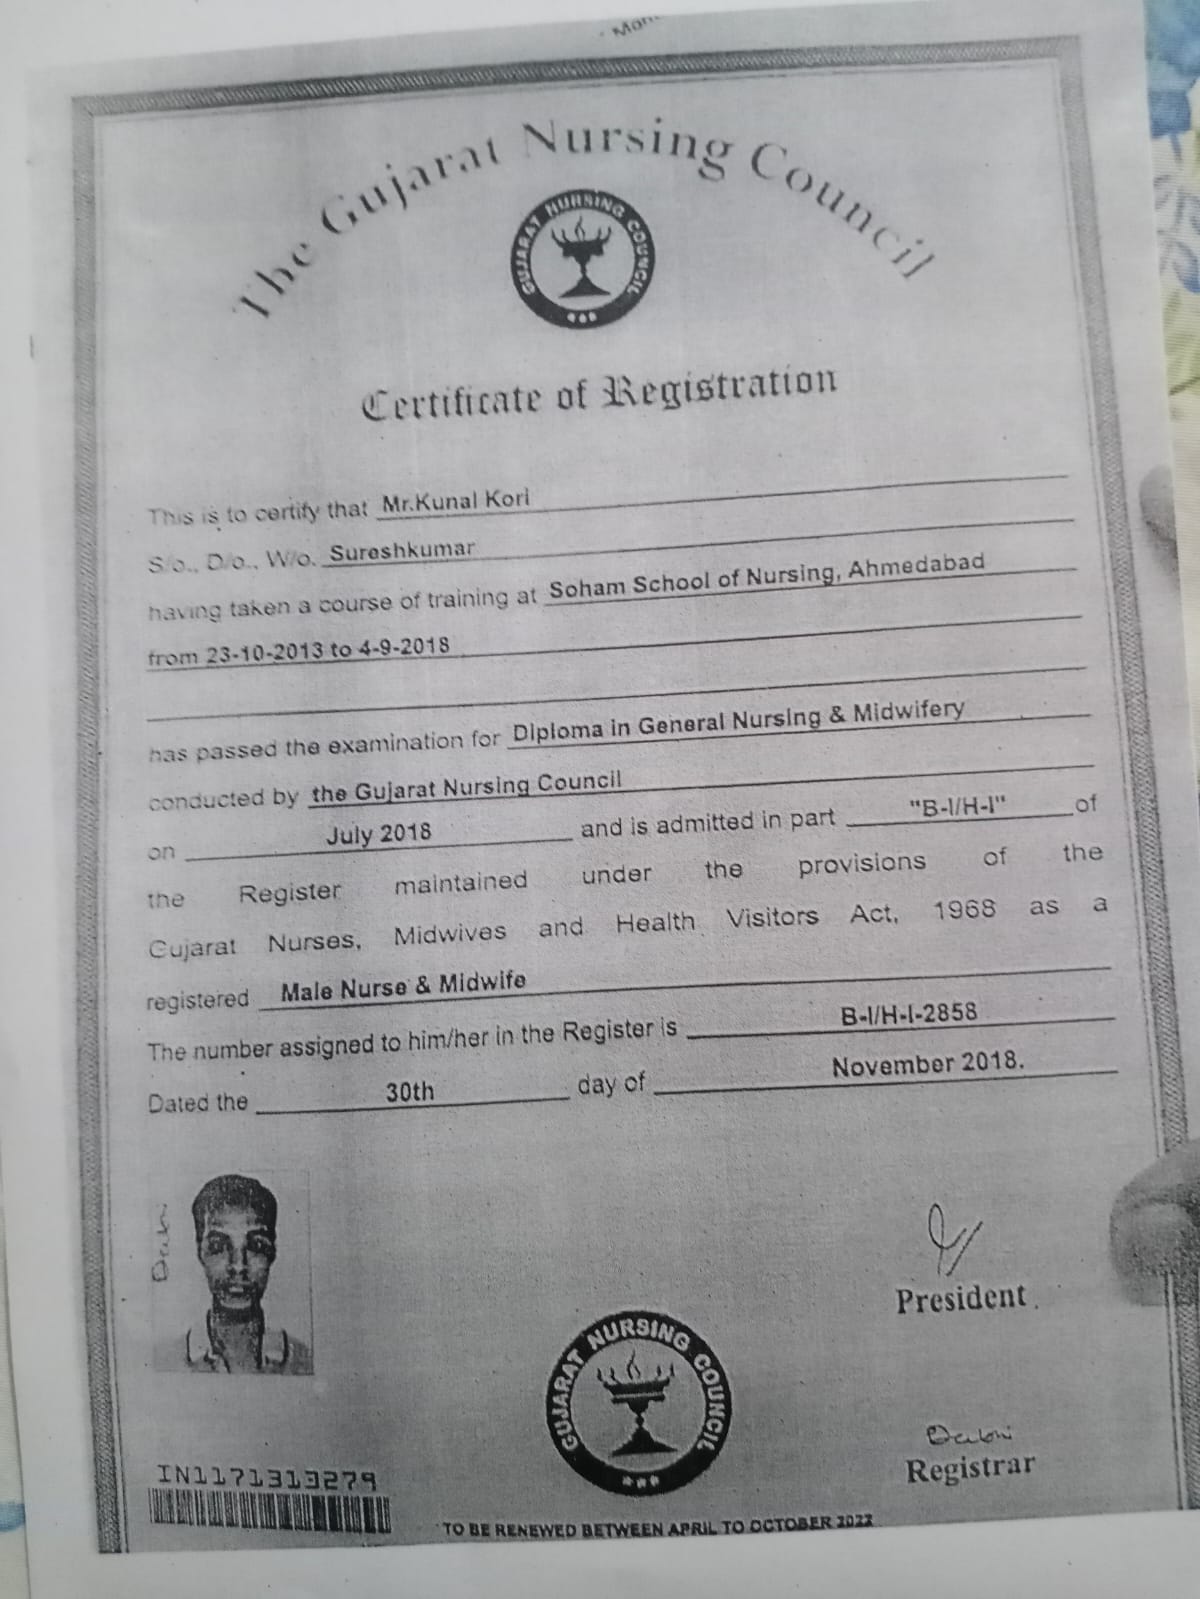 The Gujarat Nursing Council
GUJARAT NURSING COUNCIL
Certificate of Registration
This is to certify that Mr.Kunal Kori
S/o., D/o., W/o. Sureshkumar
having taken a course of training at Soham School of Nursing, Ahmedabad
from 23-10-2013 to 4-9-2018
has passed the examination for Diploma in General Nursing & Midwifery
conducted by the Gujarat Nursing Council
on July 2018 and is admitted in part "B-I/H-I" of
the Register maintained under the provisions of the
Gujarat Nurses, Midwives and Health Visitors Act, 1968 as a
registered Male Nurse & Midwife
The number assigned to him/her in the Register is B-I/H-I-2858
Dated the 30th day of November 2018.
President
GUJARAT NURSING COUNCIL
Registrar
IN1171313279
TO BE RENEWED BETWEEN APRIL TO OCTOBER 2022